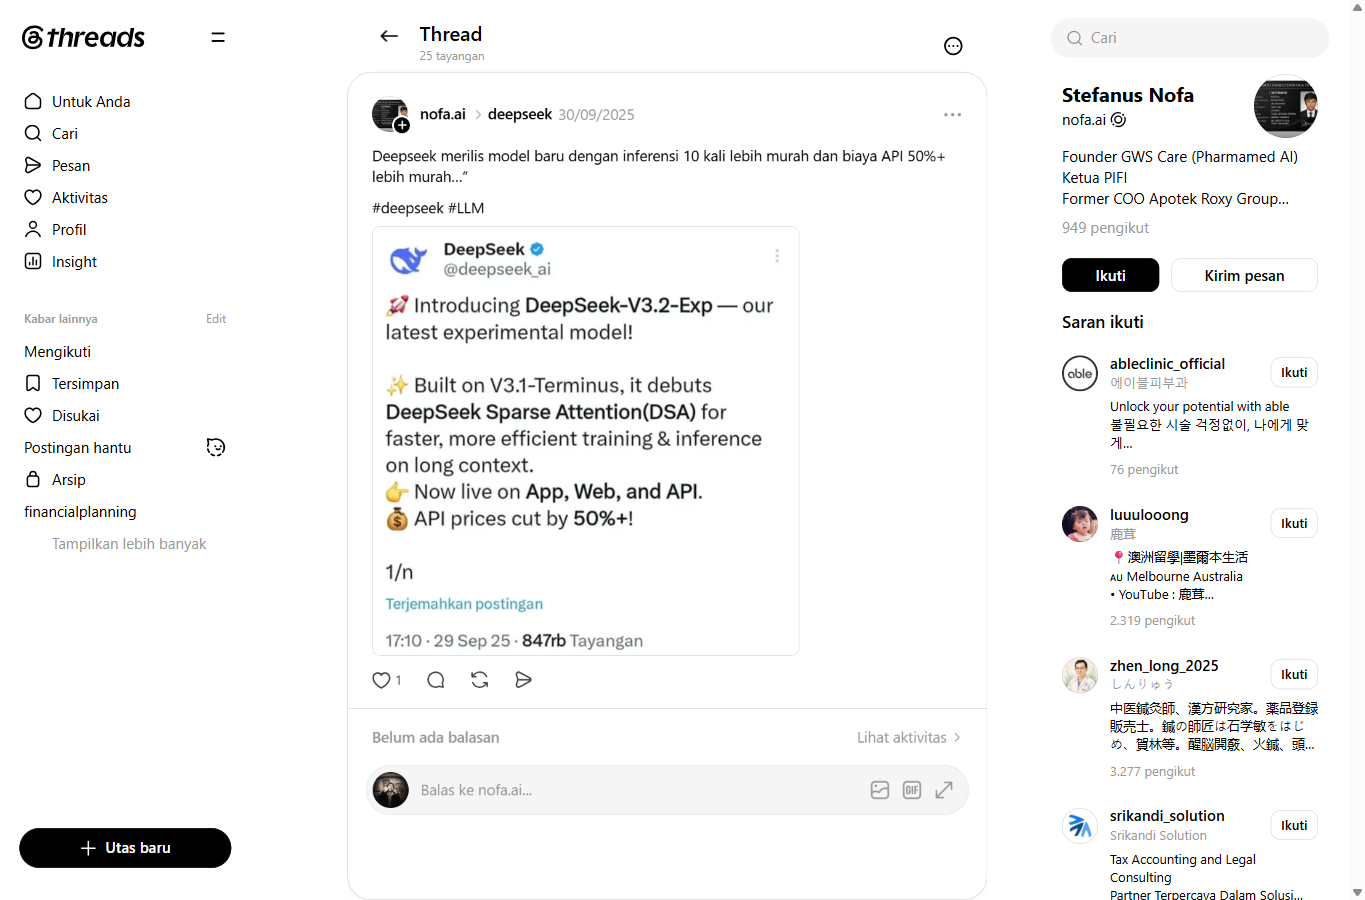 threads
Untuk Anda
Cari
Pesan
Aktivitas
Profil
Insight
Kabar lainnya
Edit
Mengikuti
Tersimpan
Disukai
Postingan hantu
Arsip
financialplanning
Tampilkan lebih banyak
Utas baru
Thread
25 tayangan
nofa.ai > deepseek 30/09/2025
Deepseek merilis model baru dengan inferensi 10 kali lebih murah dan biaya API 50%+
lebih murah...”
#deepseek #LLM
DeepSeek
@deepseek_ai
🚀 Introducing DeepSeek-V3.2-Exp — our
latest experimental model!
✨ Built on V3.1-Terminus, it debuts
DeepSeek Sparse Attention(DSA) for
faster, more efficient training & inference
on long context.
👉 Now live on App, Web, and API.
💰 API prices cut by 50%+!
1/n
Terjemahkan postingan
17:10 · 29 Sep 25 · 847rb Tayangan
1
Belum ada balasan
Lihat aktivitas
Balas ke nofa.ai...
GIF
Cari
Stefanus Nofa
nofa.ai
Founder GWS Care (Pharmamed AI)
Ketua PIFI
Former COO Apotek Roxy Group...
949 pengikut
Ikuti
Kirim pesan
Saran ikuti
able
ableclinic_official
에이블피부과
Ikuti
Unlock your potential with able
불필요한 시술 걱정없이, 나에게 맞
게...
76 pengikut
luuulooong
鹿茸
Ikuti
📍澳洲留學|墨爾本生活
AU Melbourne Australia
• YouTube : 鹿茸...
2.319 pengikut
zhen_long_2025
しんりゅう
Ikuti
中医鍼灸師、漢方研究家。薬品登録
販売士。鍼の師匠は石学敏をはじ
め、賀林等。醒脳開竅、火鍼、頭...
3.277 pengikut
srikandi_solution
Srikandi Solution
Ikuti
Tax Accounting and Legal
Consulting
Partner Terpercaya Dalam Solusi...